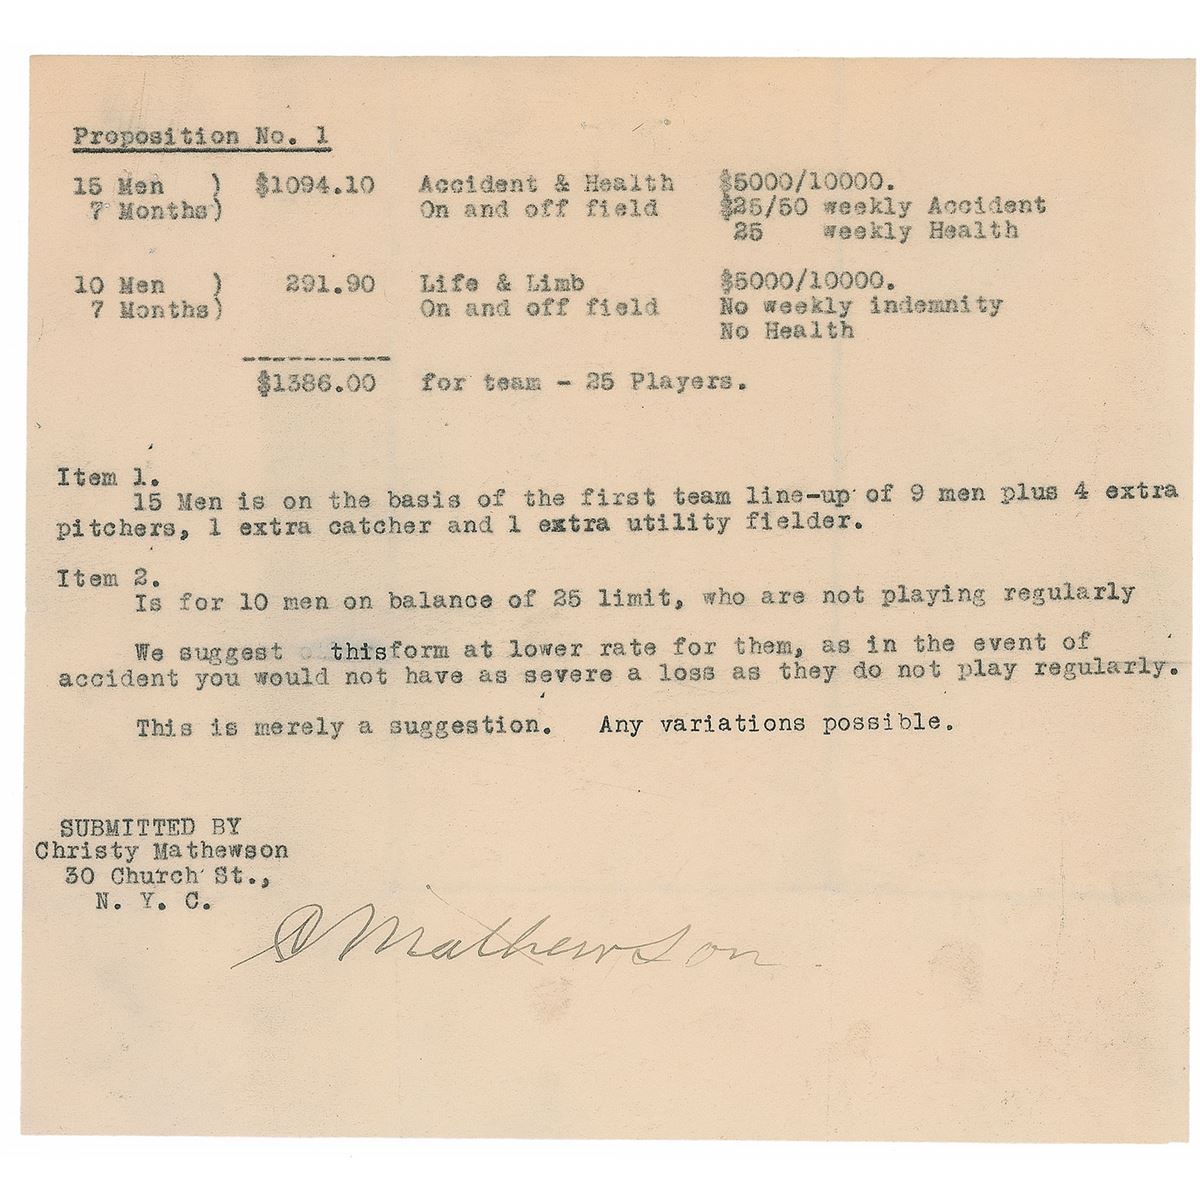 Proposition No. 1
15 Men ) $1094.10 Accident & Health $5000/10000.
7 Months) On and off field $25/50 weekly Accident
25 weekly Health
10 Men ) 291.90 Life & Limb $5000/10000.
7 Months) On and off field No weekly indemnity
No Health
----------
$1386.00 for team - 25 Players.
Item 1.
15 Men is on the basis of the first team line-up of 9 men plus 4 extra
pitchers, 1 extra catcher and 1 extra utility fielder.
Item 2.
Is for 10 men on balance of 25 limit, who are not playing regularly
We suggest thisform at lower rate for them, as in the event of
accident you would not have as severe a loss as they do not play regularly.
This is merely a suggestion. Any variations possible.
SUBMITTED BY
Christy Mathewson
30 Church St.,
N. Y. C.
C Mathewson